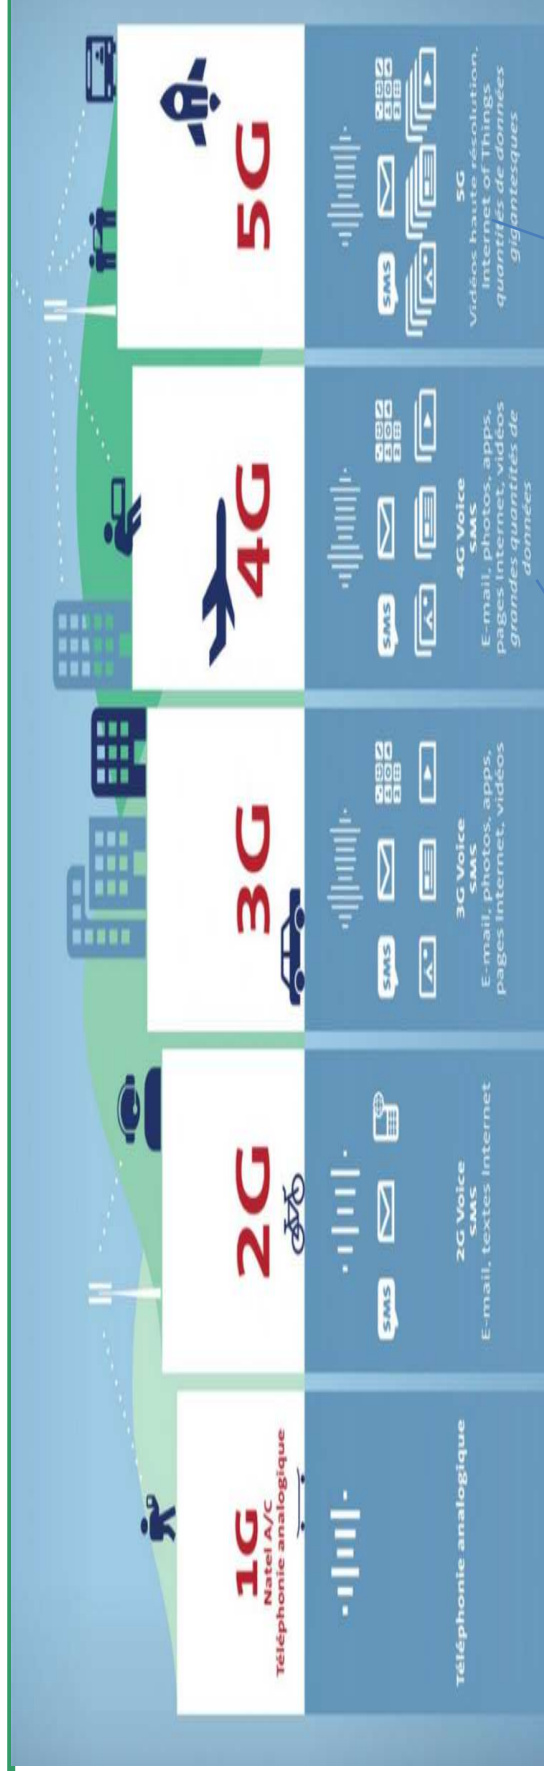 1G
Natel A/C
Téléphonie analogique
Téléphonie analogique
2G
SMS
2G Voice
SMS
E-mail, textes Internet
3G
SMS
3G Voice
SMS
E-mail, photos, apps,
pages Internet, vidéos
4G
SMS
4G Voice
SMS
E-mail, photos, apps,
pages Internet, vidéos
grandes quantités de
données
5G
SMS
5G
Vidéos haute résolution,
Internet of Things
quantités de données
gigantesques